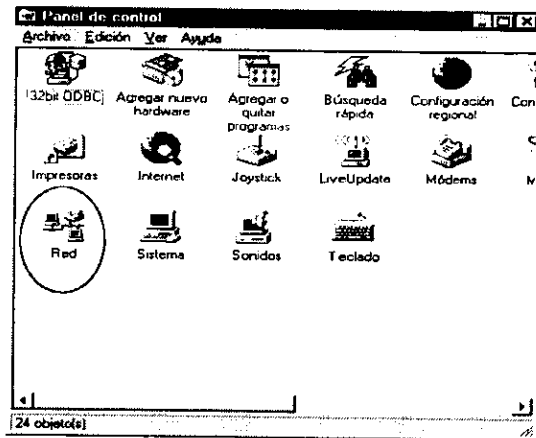 Panel de control
Archivo Edición Ver Ayuda
32bit ODBC
Agregar nuevo
hardware
Agregar o
quitar
programas
Búsqueda
rápida
Configuración
regional
Con
Impresoras
Internet
Joystick
LiveUpdate
Módems
M
Red
Sistema
Sonidos
Teclado
24 objeto(s)